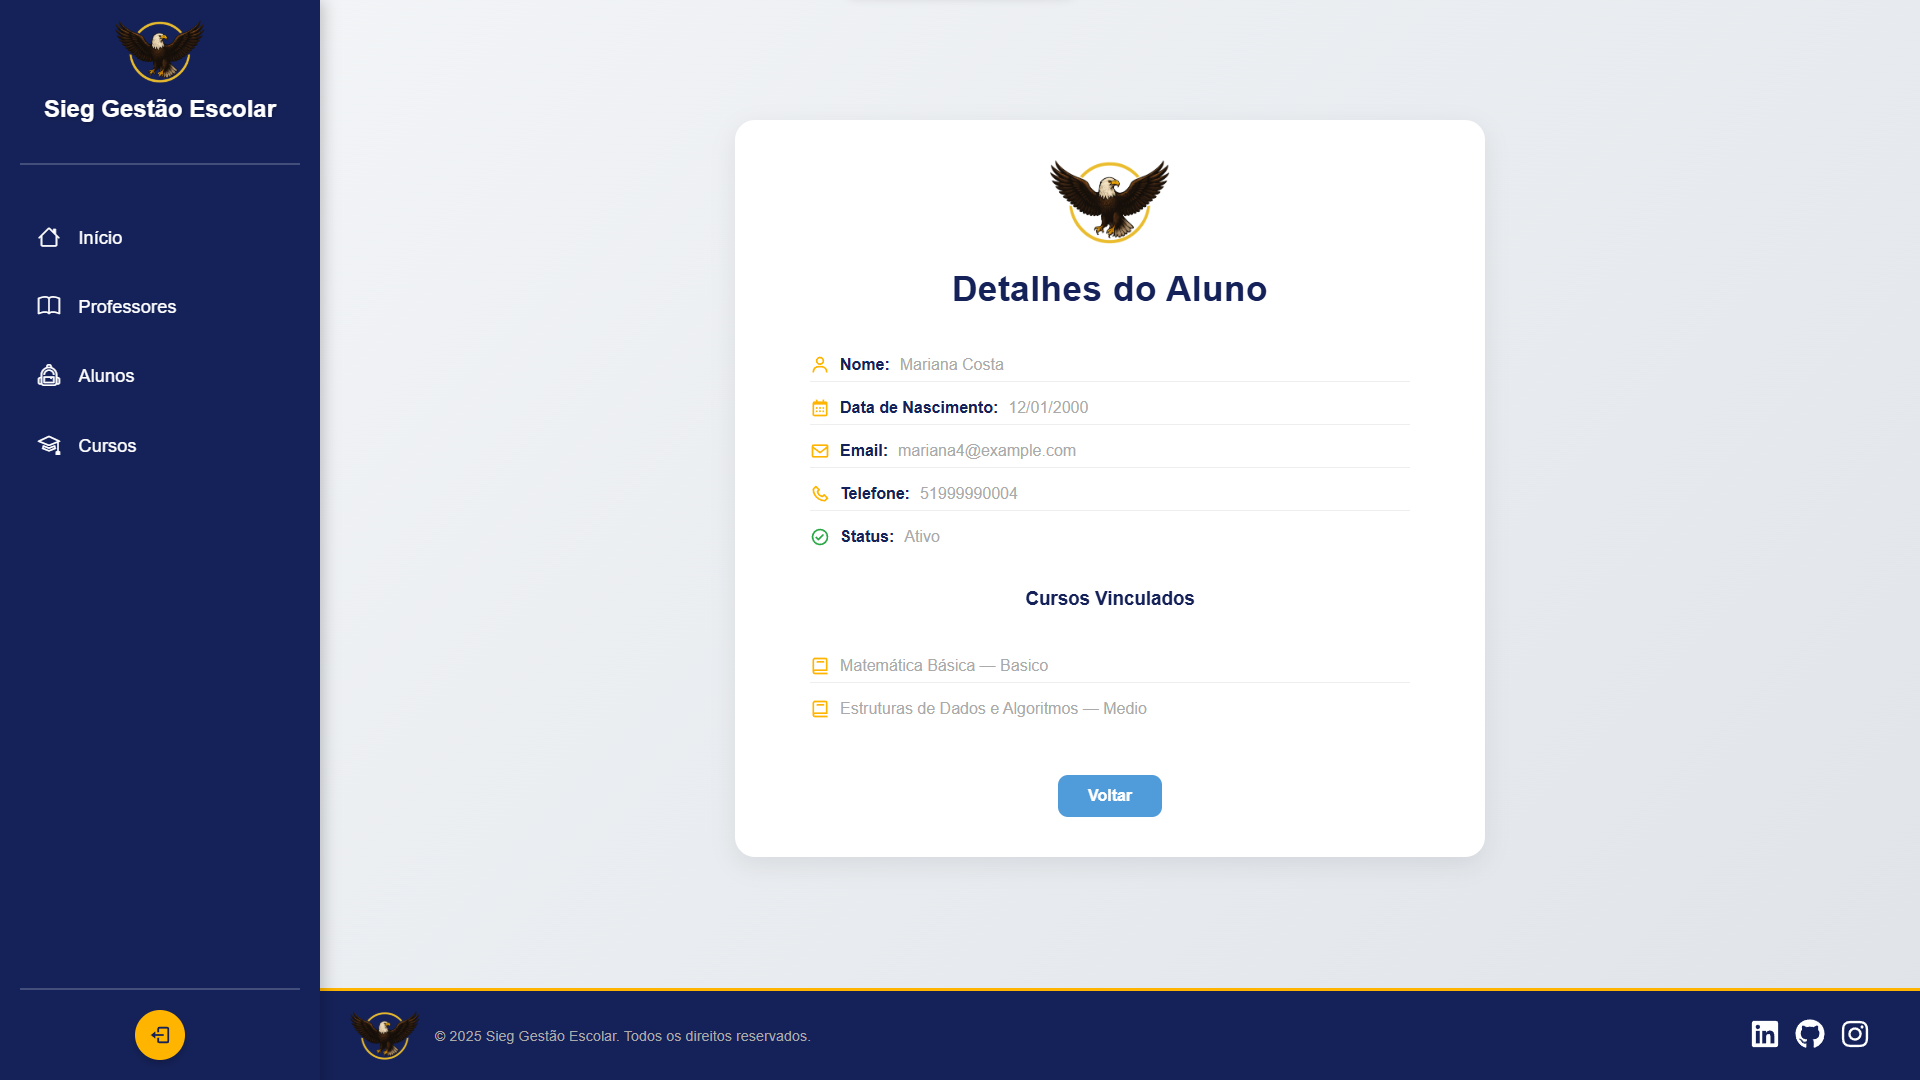 Sieg Gestão Escolar
Início
Professores
Alunos
Cursos
Detalhes do Aluno
Nome: Mariana Costa
Data de Nascimento: 12/01/2000
Email: mariana4@example.com
Telefone: 51999990004
Status: Ativo
Cursos Vinculados
Matemática Básica — Basico
Estruturas de Dados e Algoritmos — Medio
Voltar
© 2025 Sieg Gestão Escolar. Todos os direitos reservados.